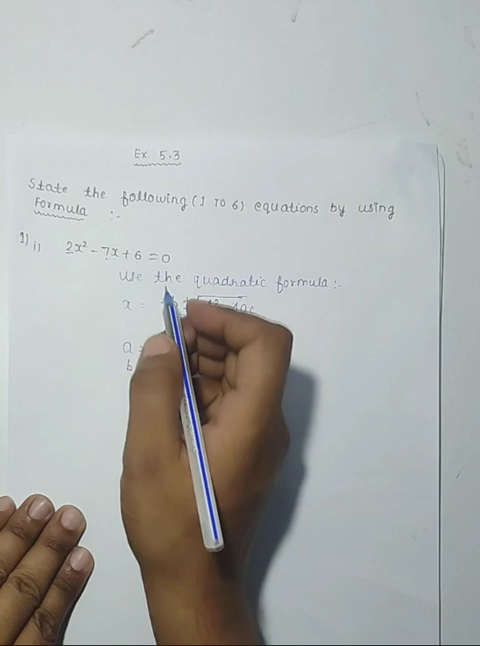 Ex 5.3
State the following (1 TO 6) equations by using
Formula :-
1) i) 2x² - 7x + 6 = 0
Use the quadratic formula :-
x =
a =
b